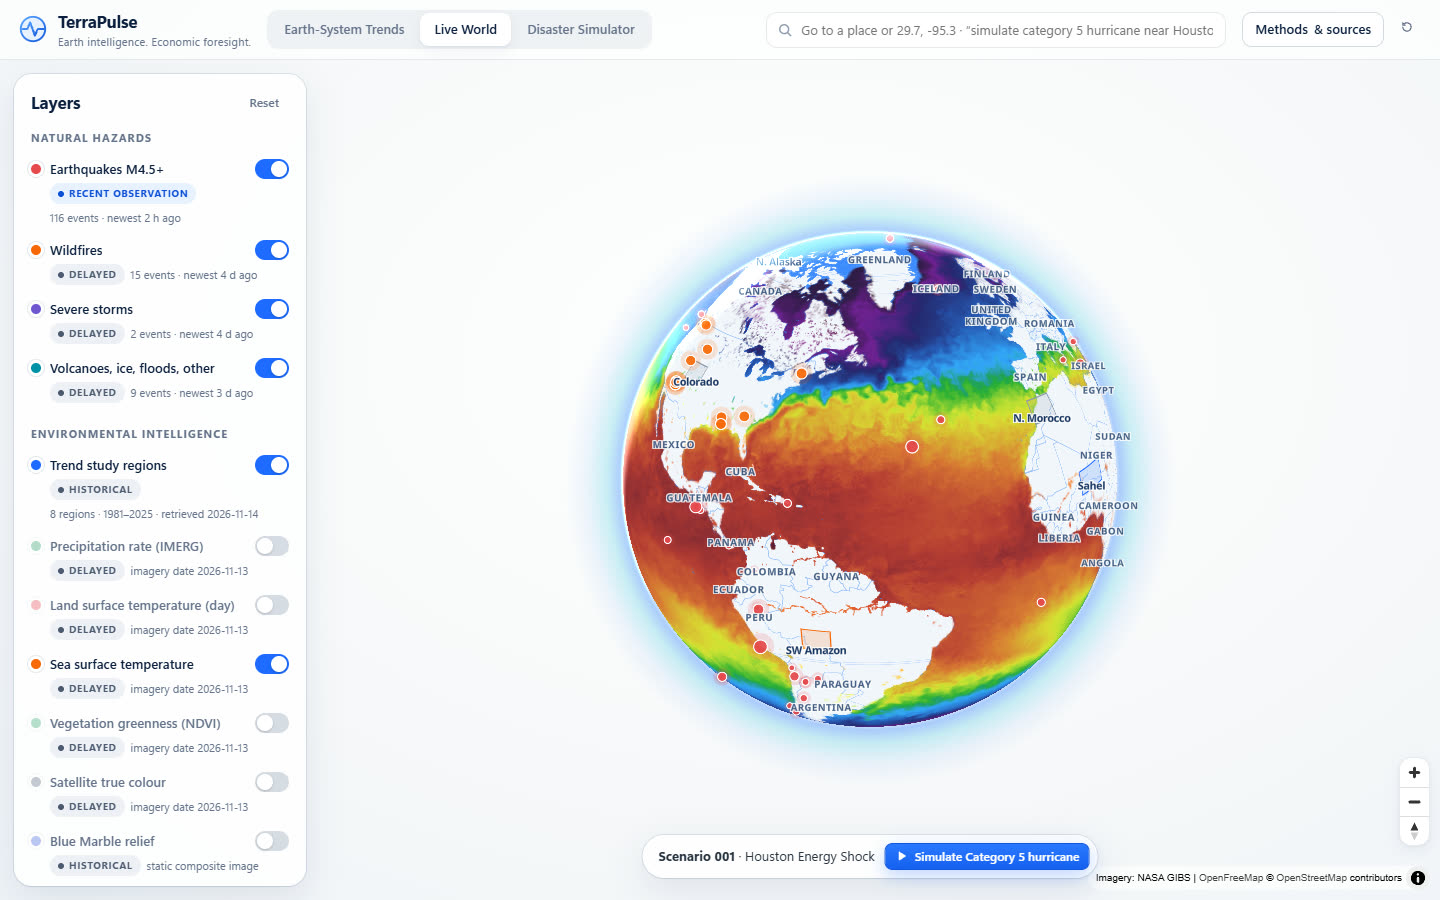 TerraPulse
Earth intelligence. Economic foresight.
Earth-System Trends
Live World
Disaster Simulator
Go to a place or 29.7, -95.3 · "simulate category 5 hurricane near Housto
Methods & sources
Layers
Reset
NATURAL HAZARDS
Earthquakes M4.5+
RECENT OBSERVATION
116 events · newest 2 h ago
Wildfires
DELAYED 15 events · newest 4 d ago
Severe storms
DELAYED 2 events · newest 4 d ago
Volcanoes, ice, floods, other
DELAYED 9 events · newest 3 d ago
ENVIRONMENTAL INTELLIGENCE
Trend study regions
HISTORICAL
8 regions · 1981–2025 · retrieved 2026-11-14
Precipitation rate (IMERG)
DELAYED imagery date 2026-11-13
Land surface temperature (day)
DELAYED imagery date 2026-11-13
Sea surface temperature
DELAYED imagery date 2026-11-13
Vegetation greenness (NDVI)
DELAYED imagery date 2026-11-13
Satellite true colour
DELAYED imagery date 2026-11-13
Blue Marble relief
HISTORICAL static composite image
N. Alaska
GREENLAND
CANADA
ICELAND
FINLAND
SWEDEN
UNITED
KINGDOM
ROMANIA
ITALY
ISRAEL
SPAIN
EGYPT
Colorado
N. Morocco
MEXICO
SUDAN
NIGER
CUBA
Sahel
GUATEMALA
CAMEROON
GUINEA
GABON
LIBERIA
PANAMA
ANGOLA
COLOMBIA
GUYANA
ECUADOR
PERU
SW Amazon
PARAGUAY
ARGENTINA
Scenario 001 · Houston Energy Shock
Simulate Category 5 hurricane
Imagery: NASA GIBS | OpenFreeMap © OpenStreetMap contributors